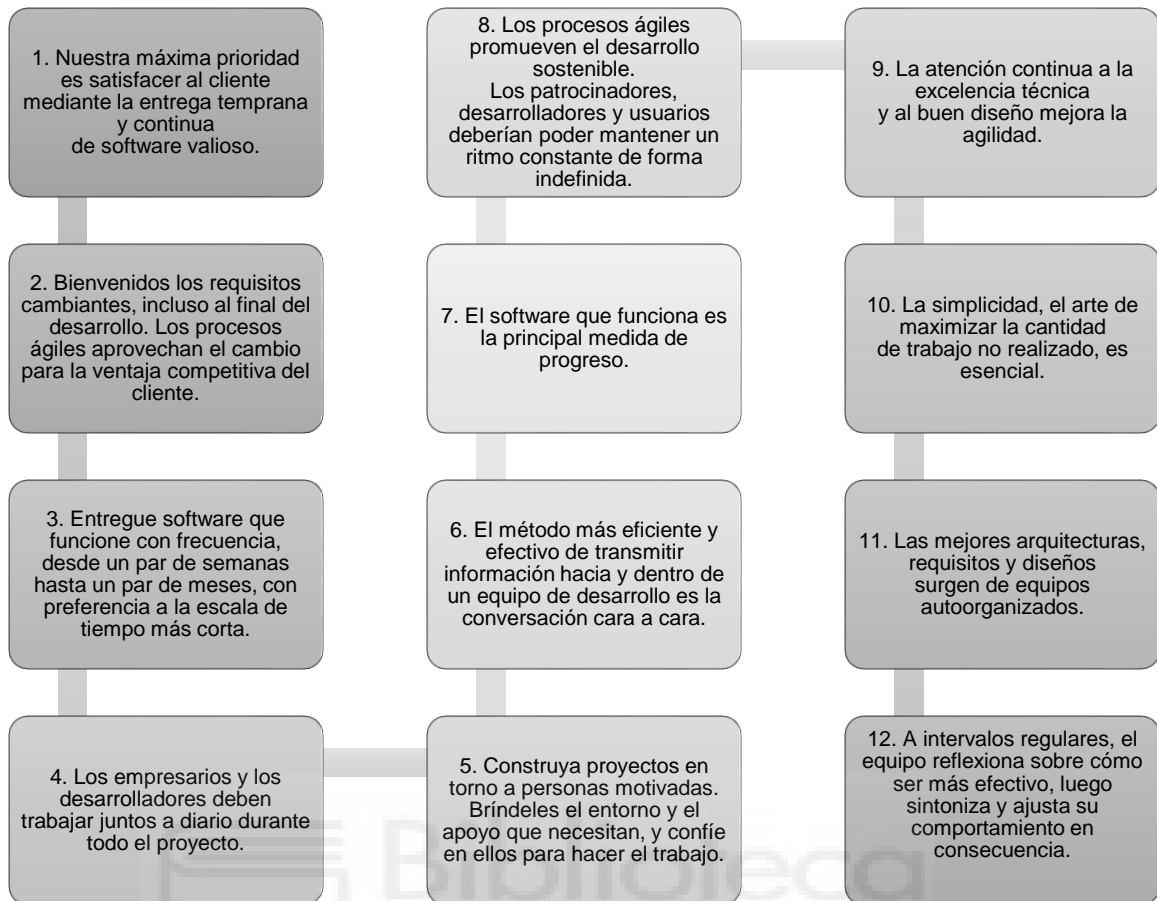 1. Nuestra máxima prioridad
es satisfacer al cliente
mediante la entrega temprana
y continua
de software valioso.
2. Bienvenidos los requisitos
cambiantes, incluso al final del
desarrollo. Los procesos
ágiles aprovechan el cambio
para la ventaja competitiva del
cliente.
3. Entregue software que
funcione con frecuencia,
desde un par de semanas
hasta un par de meses, con
preferencia a la escala de
tiempo más corta.
4. Los empresarios y los
desarrolladores deben
trabajar juntos a diario durante
todo el proyecto.
5. Construya proyectos en
torno a personas motivadas.
Bríndeles el entorno y el
apoyo que necesitan, y confíe
en ellos para hacer el trabajo.
6. El método más eficiente y
efectivo de transmitir
información hacia y dentro de
un equipo de desarrollo es la
conversación cara a cara.
7. El software que funciona es
la principal medida de
progreso.
8. Los procesos ágiles
promueven el desarrollo
sostenible.
Los patrocinadores,
desarrolladores y usuarios
deberían poder mantener un
ritmo constante de forma
indefinida.
9. La atención continua a la
excelencia técnica
y al buen diseño mejora la
agilidad.
10. La simplicidad, el arte de
maximizar la cantidad
de trabajo no realizado, es
esencial.
11. Las mejores arquitecturas,
requisitos y diseños
surgen de equipos
autoorganizados.
12. A intervalos regulares, el
equipo reflexiona sobre cómo
ser más efectivo, luego
sintoniza y ajusta su
comportamiento en
consecuencia.
Biblioteca